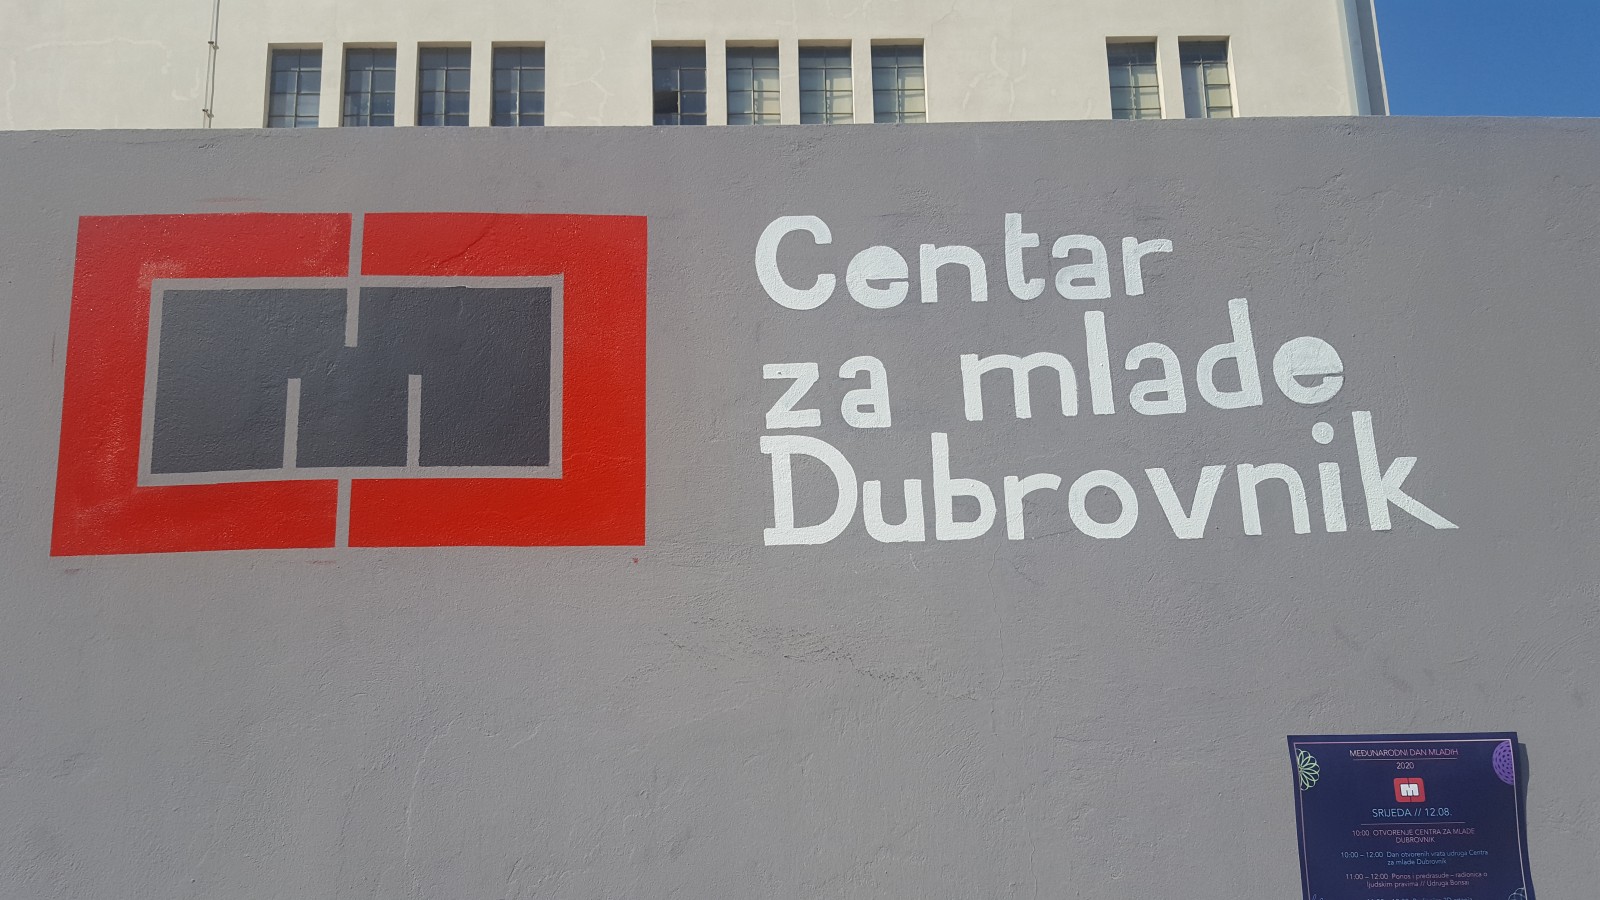 Centar
za mlade
Dubrovnik
MEĐUNARODNI DAN MLADIH
2020
SRIJEDA // 12.08.
10:00 OTVORENJE CENTRA ZA MLADE
DUBROVNIK
10:00 – 12:00 Dan otvorenih vrata udruga Centra
za mlade Dubrovnik
11:00 – 12:00 Ponos i predrasude – radionica o
ljudskim pravima // Udruga Bonsai